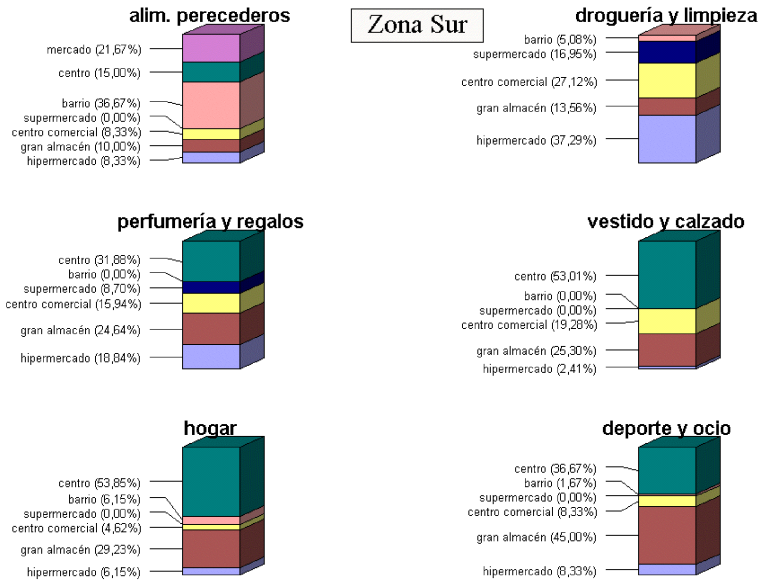 Zona Sur
alim. perecederos
mercado (21,67%)
centro (15,00%)
barrio (36,67%)
supermercado (0,00%)
centro comercial (8,33%)
gran almacén (10,00%)
hipermercado (8,33%)
droguería y limpieza
barrio (5,08%)
supermercado (16,95%)
centro comercial (27,12%)
gran almacén (13,56%)
hipermercado (37,29%)
perfumería y regalos
centro (31,88%)
barrio (0,00%)
supermercado (8,70%)
centro comercial (15,94%)
gran almacén (24,64%)
hipermercado (18,84%)
vestido y calzado
centro (53,01%)
barrio (0,00%)
supermercado (0,00%)
centro comercial (19,28%)
gran almacén (25,30%)
hipermercado (2,41%)
hogar
centro (53,85%)
barrio (6,15%)
supermercado (0,00%)
centro comercial (4,62%)
gran almacén (29,23%)
hipermercado (6,15%)
deporte y ocio
centro (36,67%)
barrio (1,67%)
supermercado (0,00%)
centro comercial (8,33%)
gran almacén (45,00%)
hipermercado (8,33%)